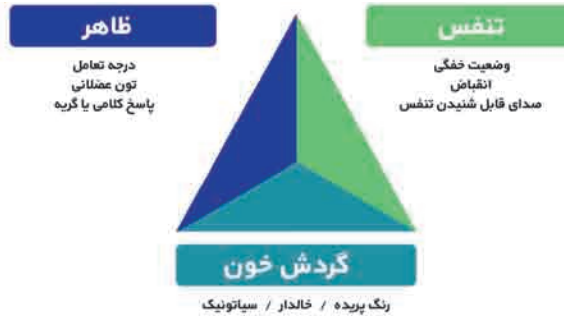 تنفس
وضعیت خفگی
انقباض
صدای قابل شنیدن تنفس
ظاهر
درجه تعامل
تون عضلانی
پاسخ کلامی یا گریه
گردش خون
رنگ پریده / خالدار / سیاتونیک